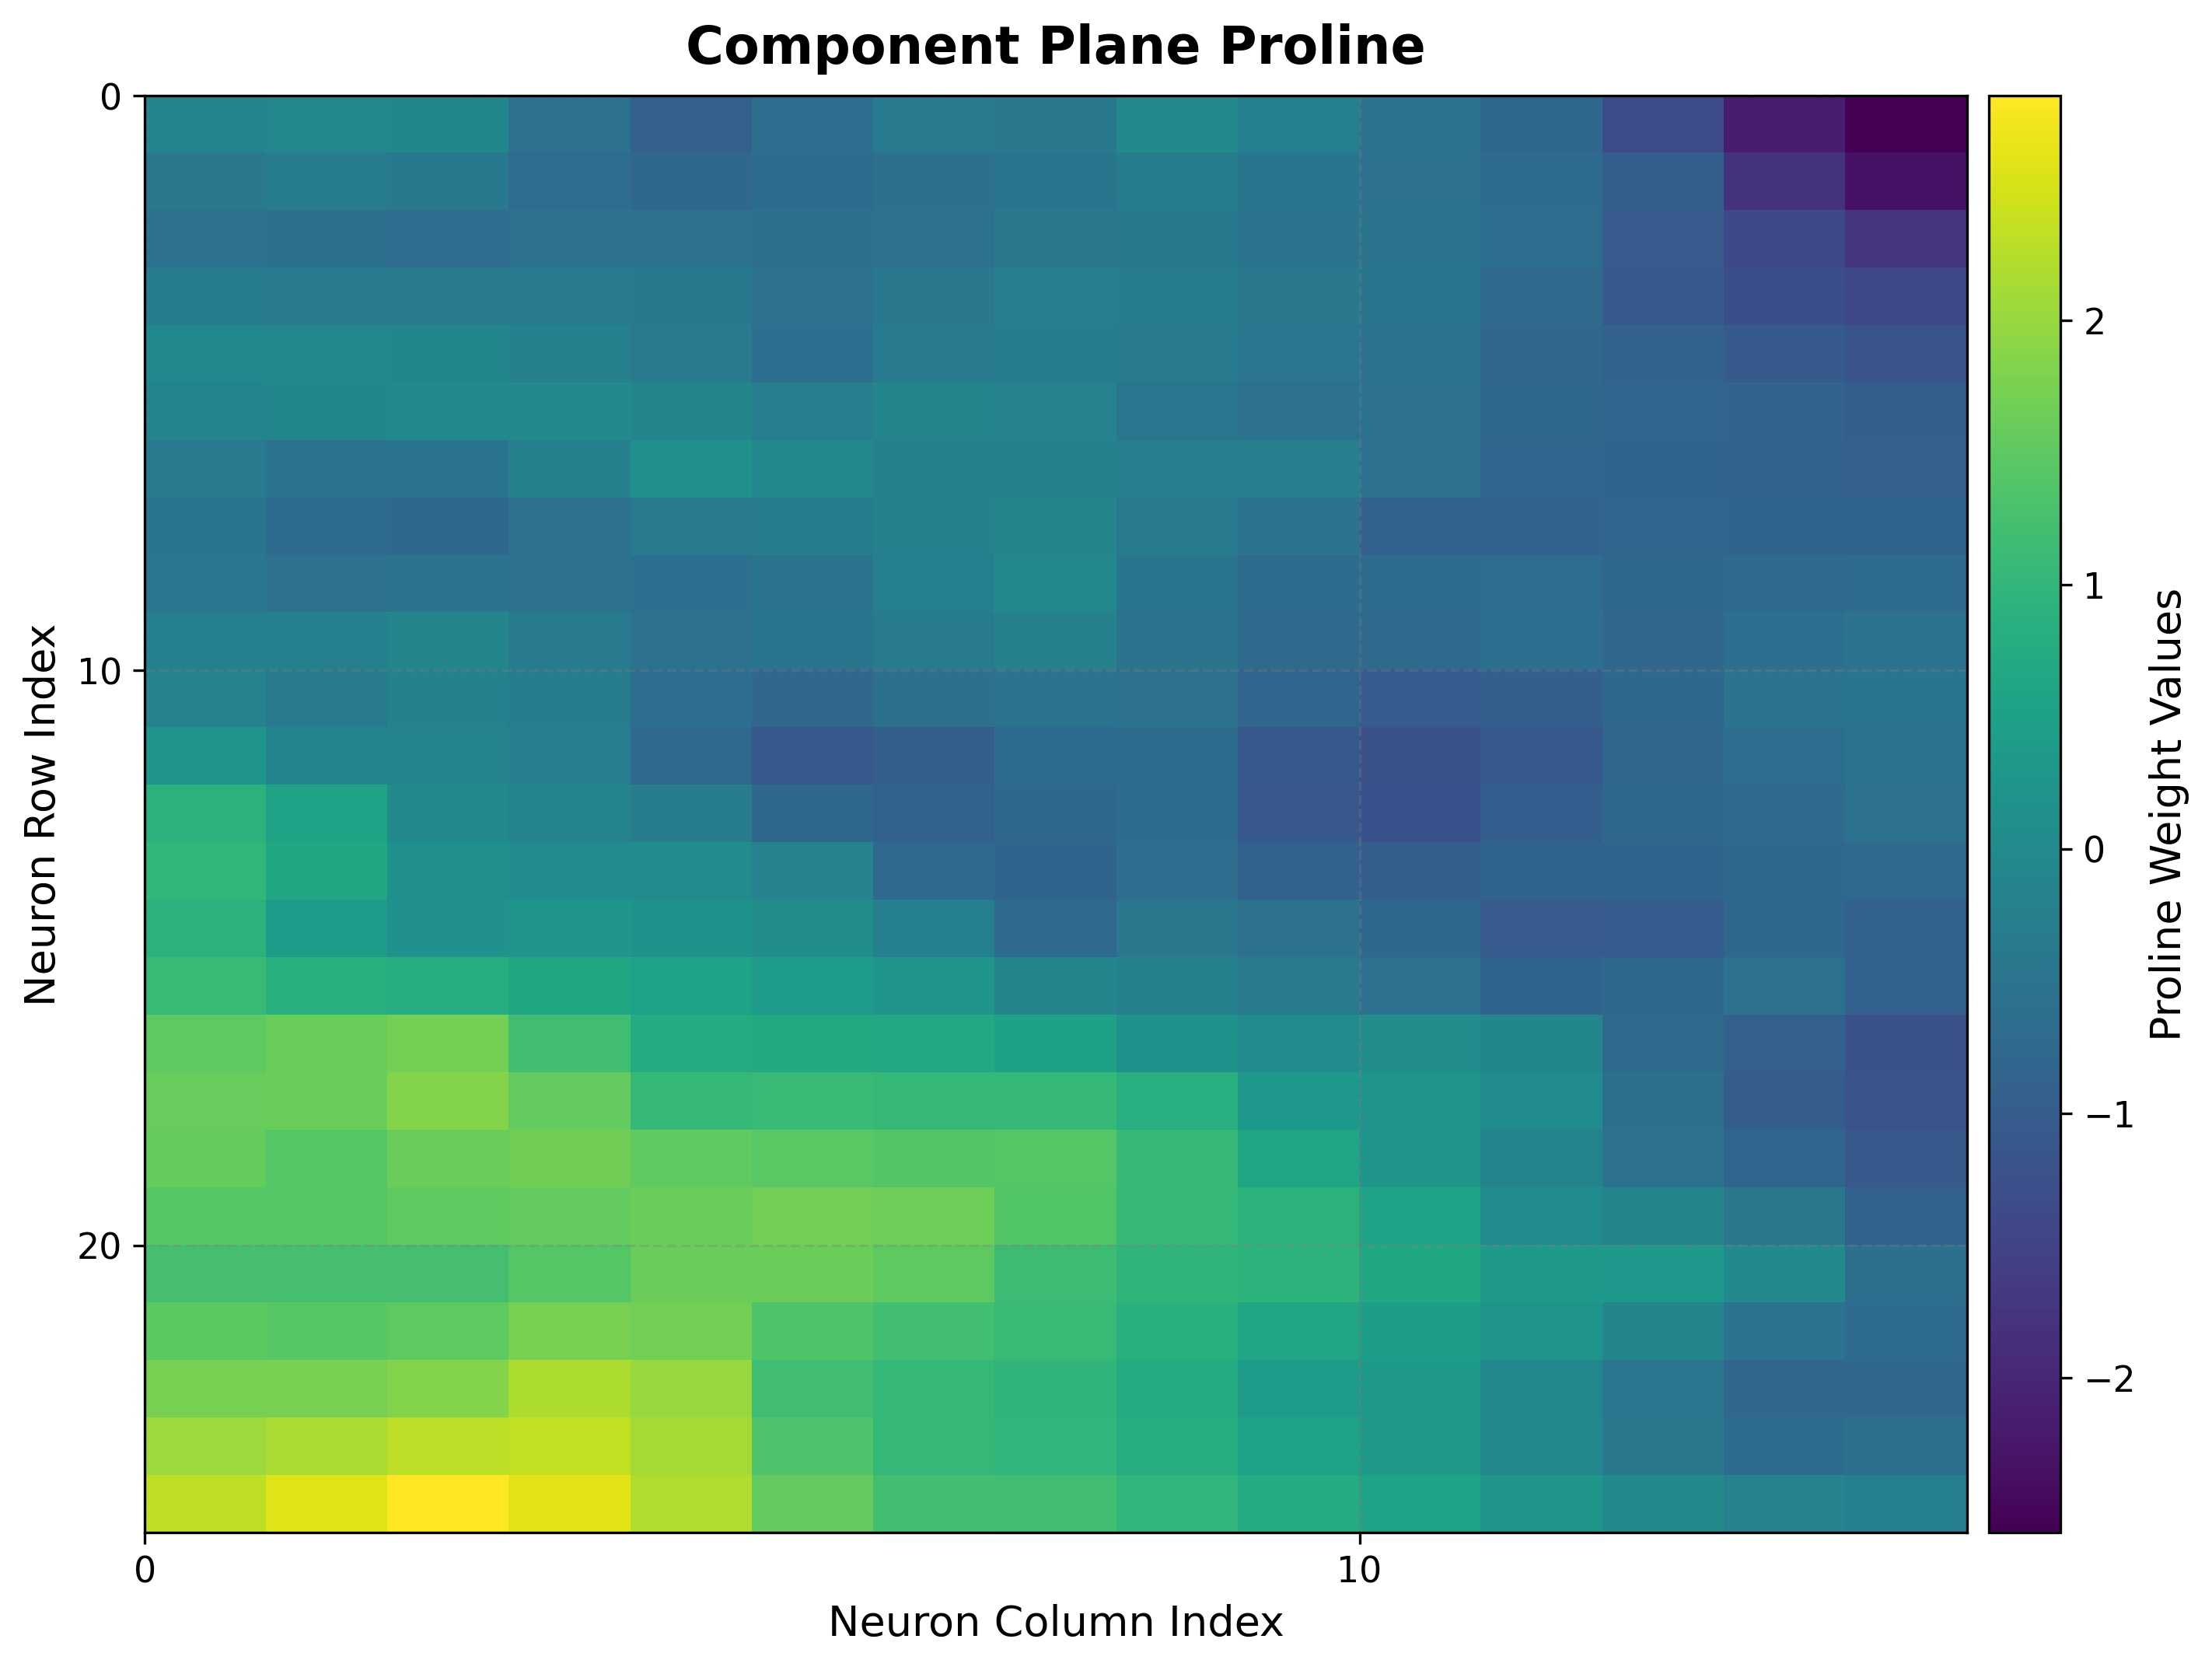 Component Plane Proline
0
10
20
Neuron Row Index
0
10
Neuron Column Index
2
1
0
−1
−2
Proline Weight Values